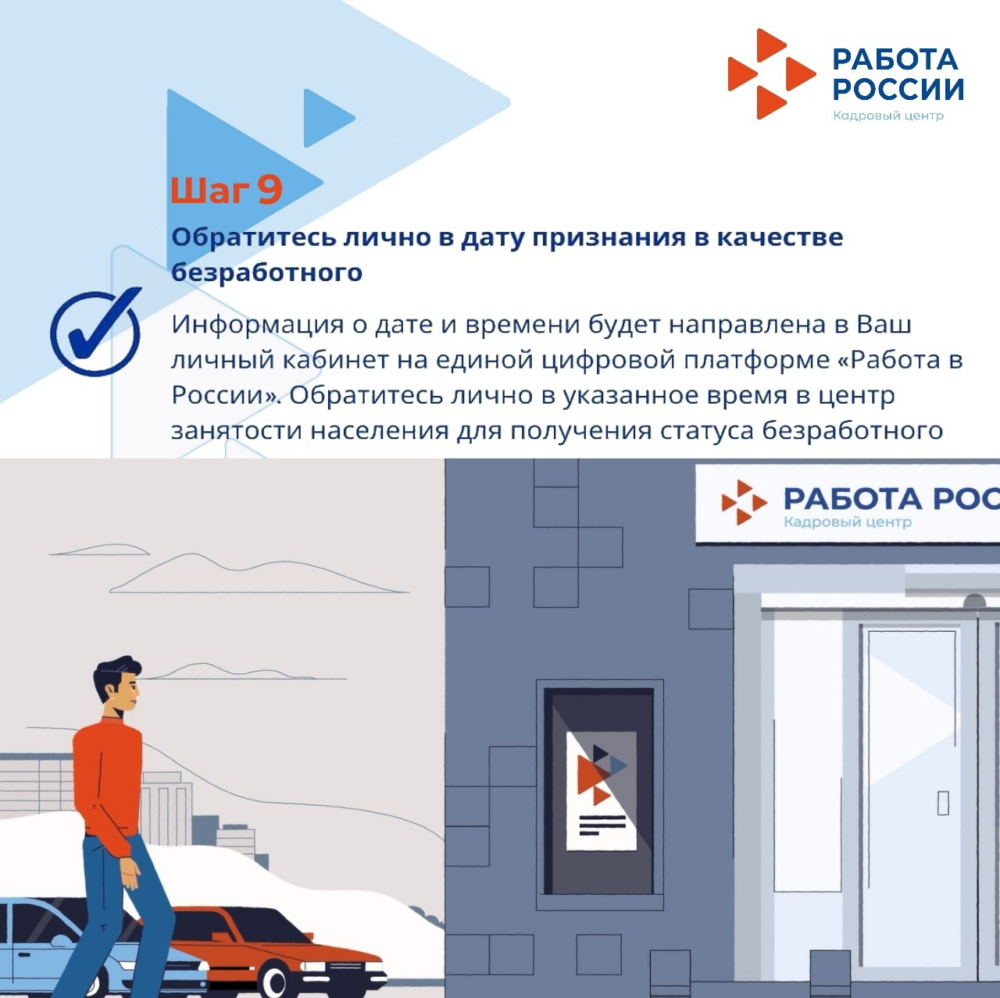 РАБОТА
РОССИИ
Кадровый центр
Шаг 9
Обратитесь лично в дату признания в качестве
безработного
Информация о дате и времени будет направлена в Ваш
личный кабинет на единой цифровой платформе «Работа в
России». Обратитесь лично в указанное время в центр
занятости населения для получения статуса безработного
РАБОТА РОС
Кадровый центр